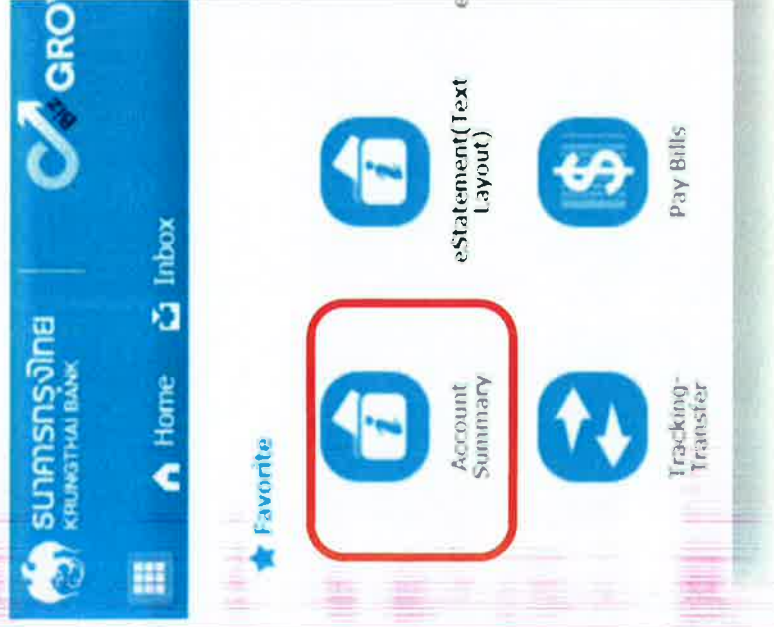 ธนาคารกรุงไทย
KRUNGTHAI BANK
Biz GRO
Home
Inbox
Favorite
Account
Summary
eStatement(Text
Layout)
Tracking-
Transfer
Pay Bills